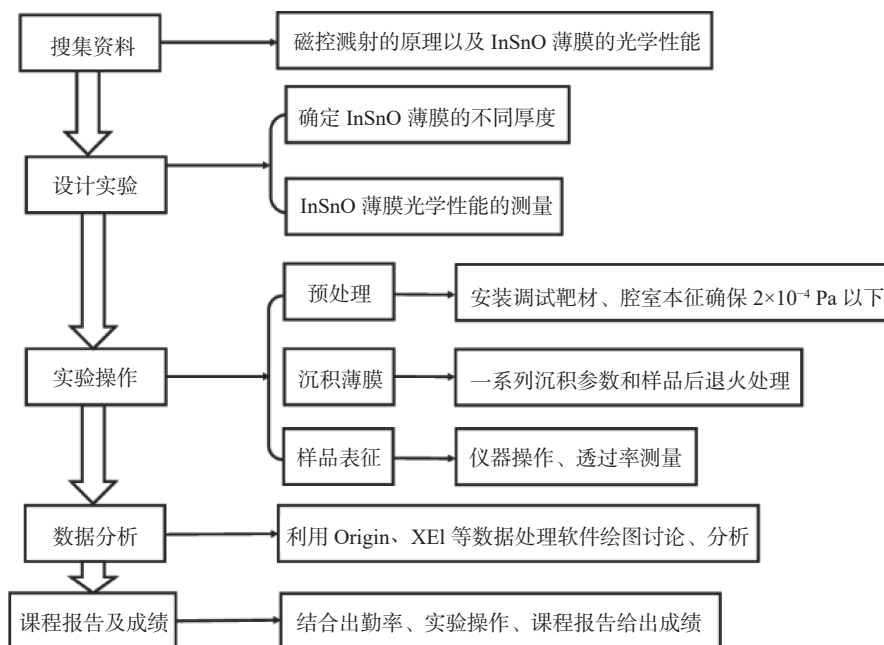 搜集资料
磁控溅射的原理以及 InSnO 薄膜的光学性能
确定 InSnO 薄膜的不同厚度
设计实验
InSnO 薄膜光学性能的测量
预处理
安装调试靶材、腔室本征确保 2×10⁻⁴ Pa 以下
实验操作
沉积薄膜
一系列沉积参数和样品后退火处理
样品表征
仪器操作、透过率测量
数据分析
利用 Origin、XEl 等数据处理软件绘图讨论、分析
课程报告及成绩
结合出勤率、实验操作、课程报告给出成绩